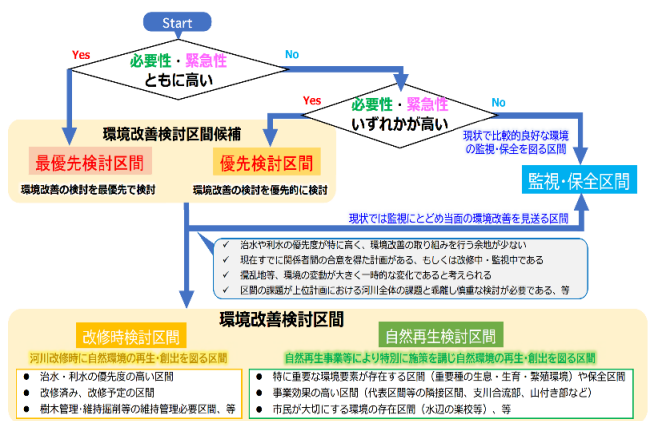 Start
Yes
必要性・緊急性
ともに高い
No
Yes
必要性・緊急性
いずれかが高い
No
環境改善検討区間候補
最優先検討区間
環境改善の検討を最優先で検討
優先検討区間
環境改善の検討を優先的に検討
現状で比較的良好な環境
の監視・保全を図る区間
監視・保全区間
現状では監視にとどめ当面の環境改善を見送る区間
✓ 治水や利水の優先度が特に高く、環境改善の取り組みを行う余地が少ない
✓ 現在すでに関係者間の合意を得た計画がある、もしくは改修中・監視中である
✓ 攪乱地等、環境の変動が大きく一時的な変化であると考えられる
✓ 区間の課題が上位計画における河川全体の課題と乖離し慎重な検討が必要である、等
環境改善検討区間
改修時検討区間
河川改修時に自然環境の再生・創出を図る区間
● 治水・利水の優先度の高い区間
● 改修済み、改修予定の区間
● 樹木管理・維持掘削等の維持管理必要区間、等
自然再生検討区間
自然再生事業等により特別に施策を講じ自然環境の再生・創出を図る区間
● 特に重要な環境要素が存在する区間（重要種の生息・生育・繁殖環境）や保全区間
● 事業効果の高い区間（代表区間等の隣接区間、支川合流部、山付き部など）
● 市民が大切にする環境の存在区間（水辺の楽校等）、等